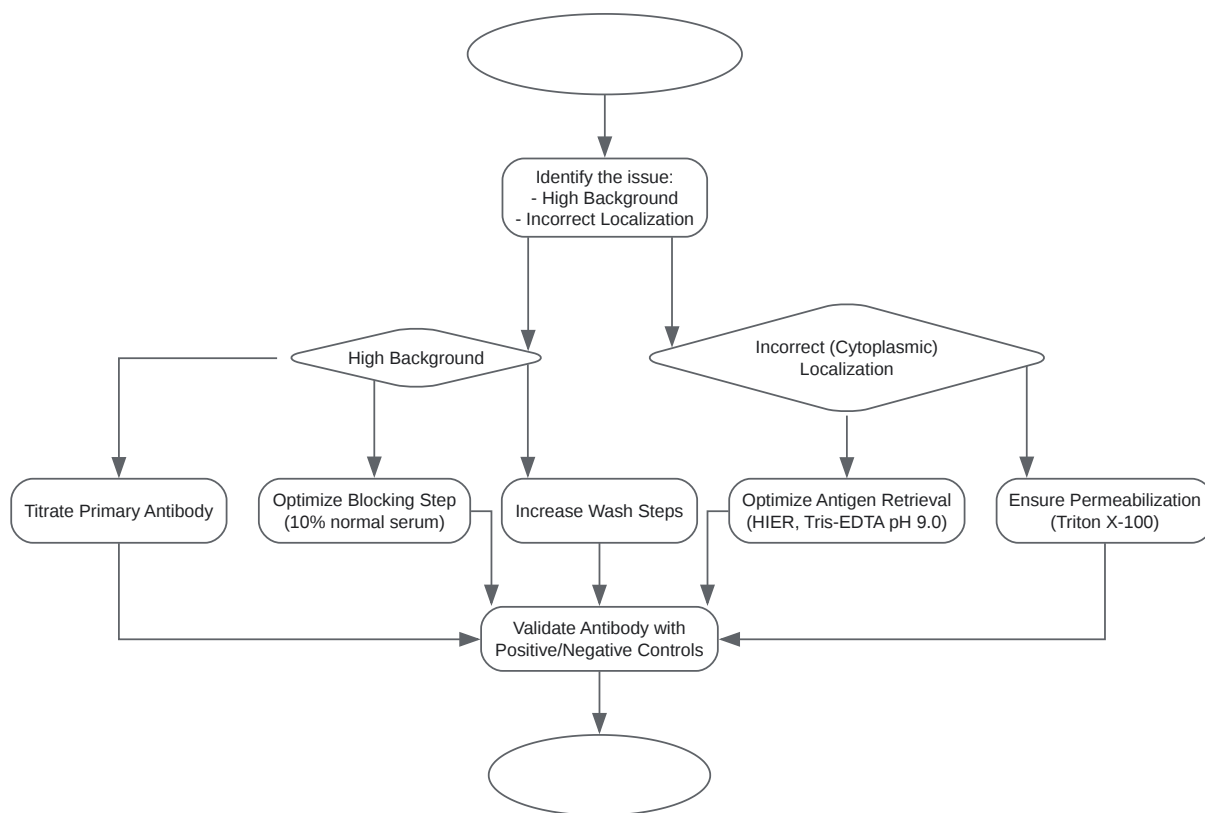 Identify the issue:
- High Background
- Incorrect Localization
High Background
Incorrect (Cytoplasmic)
Localization
Titrate Primary Antibody
Optimize Blocking Step
(10% normal serum)
Increase Wash Steps
Optimize Antigen Retrieval
(HIER, Tris-EDTA pH 9.0)
Ensure Permeabilization
(Triton X-100)
Validate Antibody with
Positive/Negative Controls